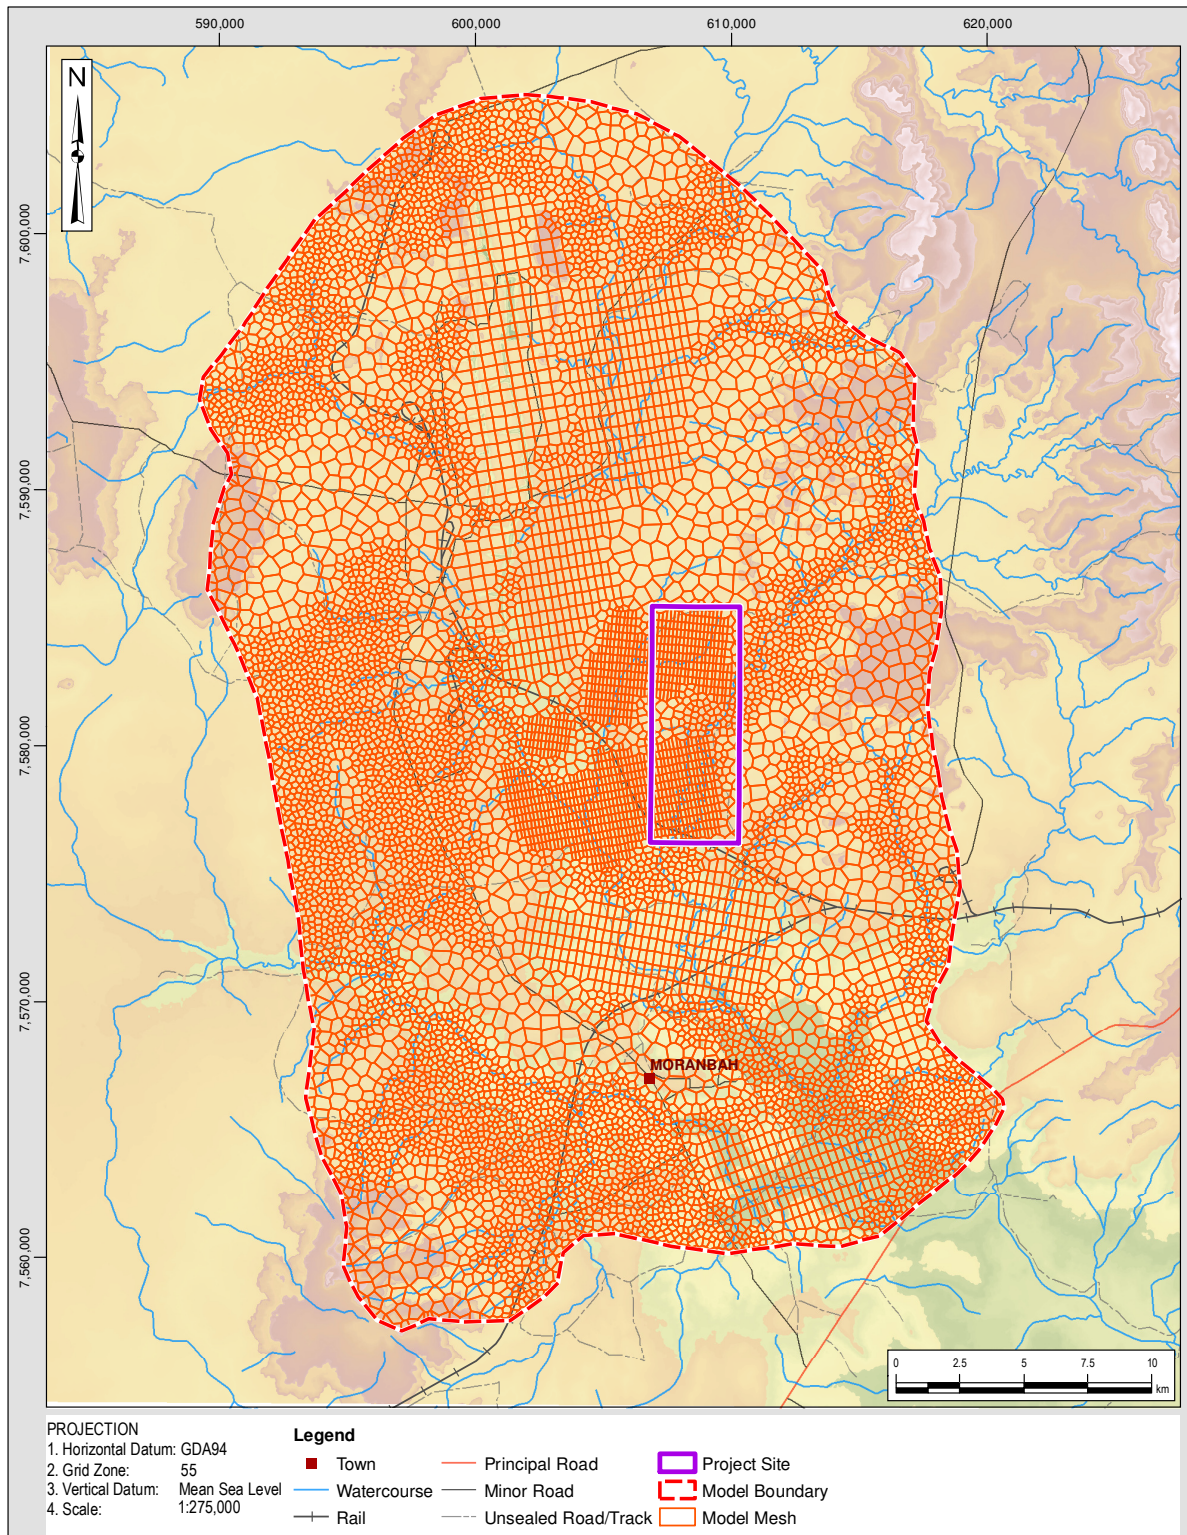 590,000
600,000
610,000
620,000
N
7,600,000
7,590,000
7,580,000
7,570,000
7,560,000
MORANBAH
0 2.5 5 7.5 10
km
PROJECTION
1. Horizontal Datum: GDA94
2. Grid Zone: 55
3. Vertical Datum: Mean Sea Level
4. Scale: 1:275,000
Legend
Town
Watercourse
Rail
Principal Road
Minor Road
Unsealed Road/Track
Project Site
Model Boundary
Model Mesh